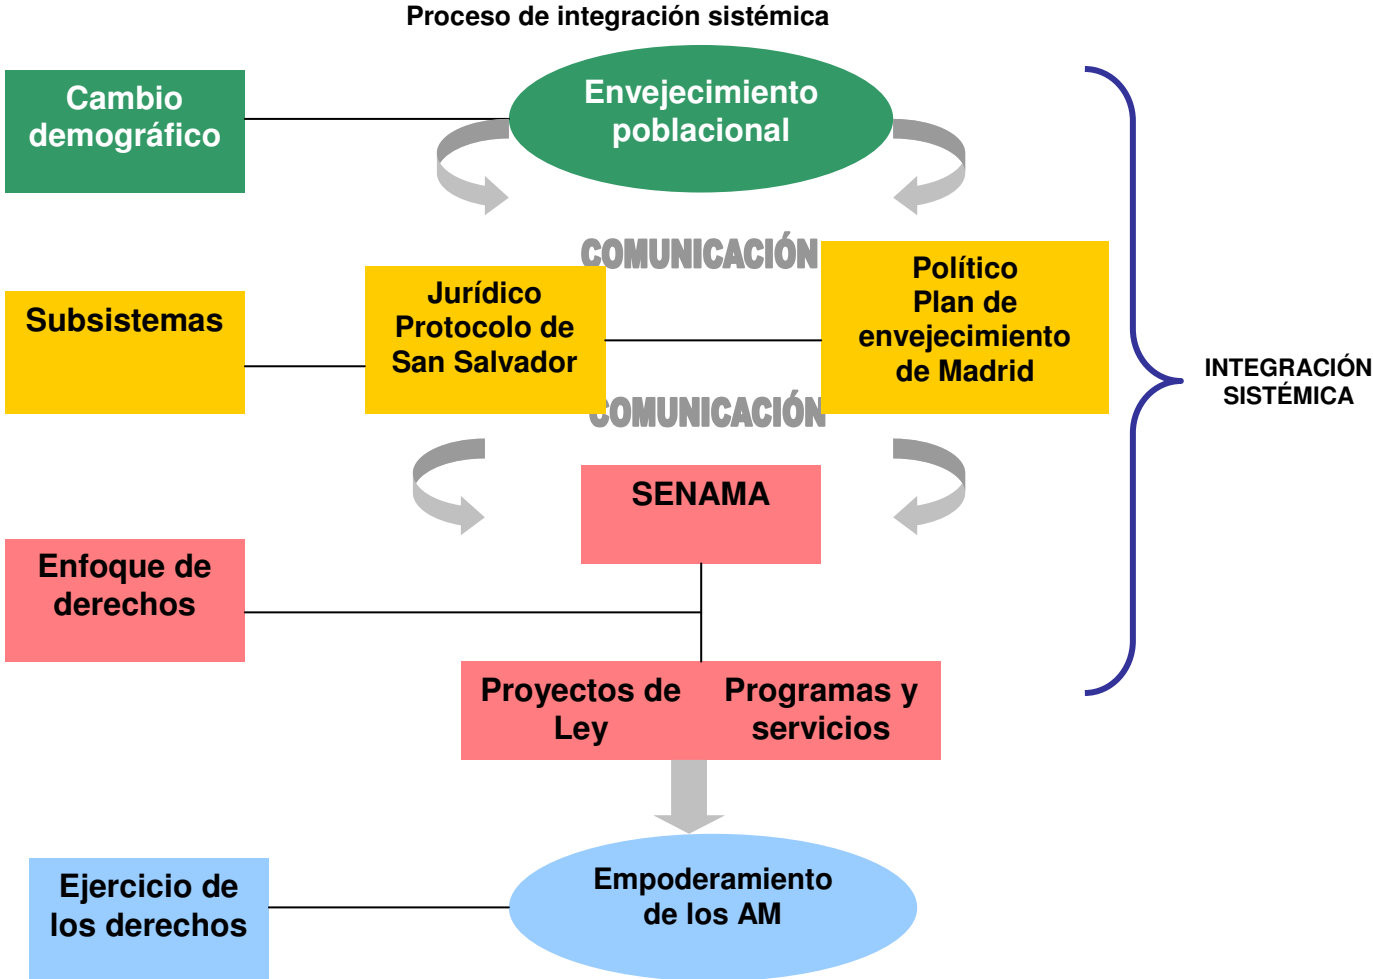 Proceso de integración sistémica
Cambio
demográfico
Envejecimiento
poblacional
COMUNICACIÓN
Subsistemas
Jurídico
Protocolo de
San Salvador
Político
Plan de
envejecimiento
de Madrid
INTEGRACIÓN
SISTÉMICA
COMUNICACIÓN
SENAMA
Enfoque de
derechos
Proyectos de
Ley
Programas y
servicios
Ejercicio de
los derechos
Empoderamiento
de los AM